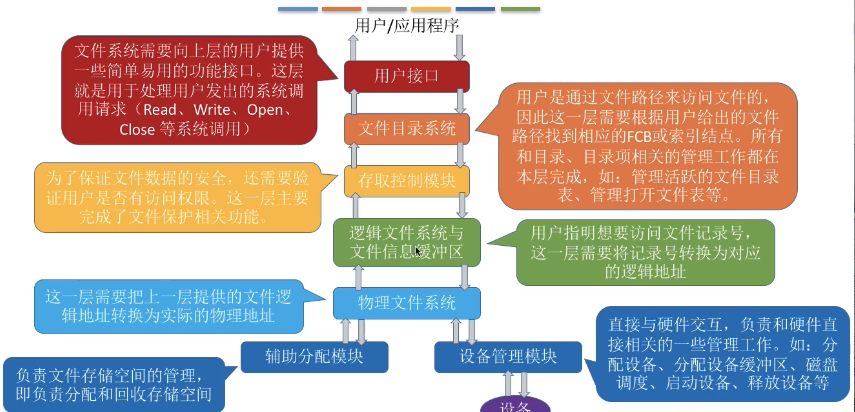 用户/应用程序
文件系统需要向上层的用户提供
一些简单易用的功能接口。这层
就是用于处理用户发出的系统调
用请求（Read、Write、Open、
Close 等系统调用）
用户接口
文件目录系统
用户是通过文件路径来访问文件的，
因此这一层需要根据用户给出的文件
路径找到相应的FCB或索引结点。所有
和目录、目录项相关的管理工作都在
本层完成，如：管理活跃的文件目录
表、管理打开文件表等。
为了保证文件数据的安全，还需要验
证用户是否有访问权限。这一层主要
完成了文件保护相关功能。
存取控制模块
逻辑文件系统与
文件信息缓冲区
用户指明想要访问文件记录号，
这一层需要将记录号转换为对应
的逻辑地址
这一层需要把上一层提供的文件逻
辑地址转换为实际的物理地址
物理文件系统
辅助分配模块
设备管理模块
直接与硬件交互，负责和硬件直
接相关的一些管理工作。如：分
配设备、分配设备缓冲区、磁盘
调度、启动设备、释放设备等
负责文件存储空间的管理，
即负责分配和回收存储空间
设备